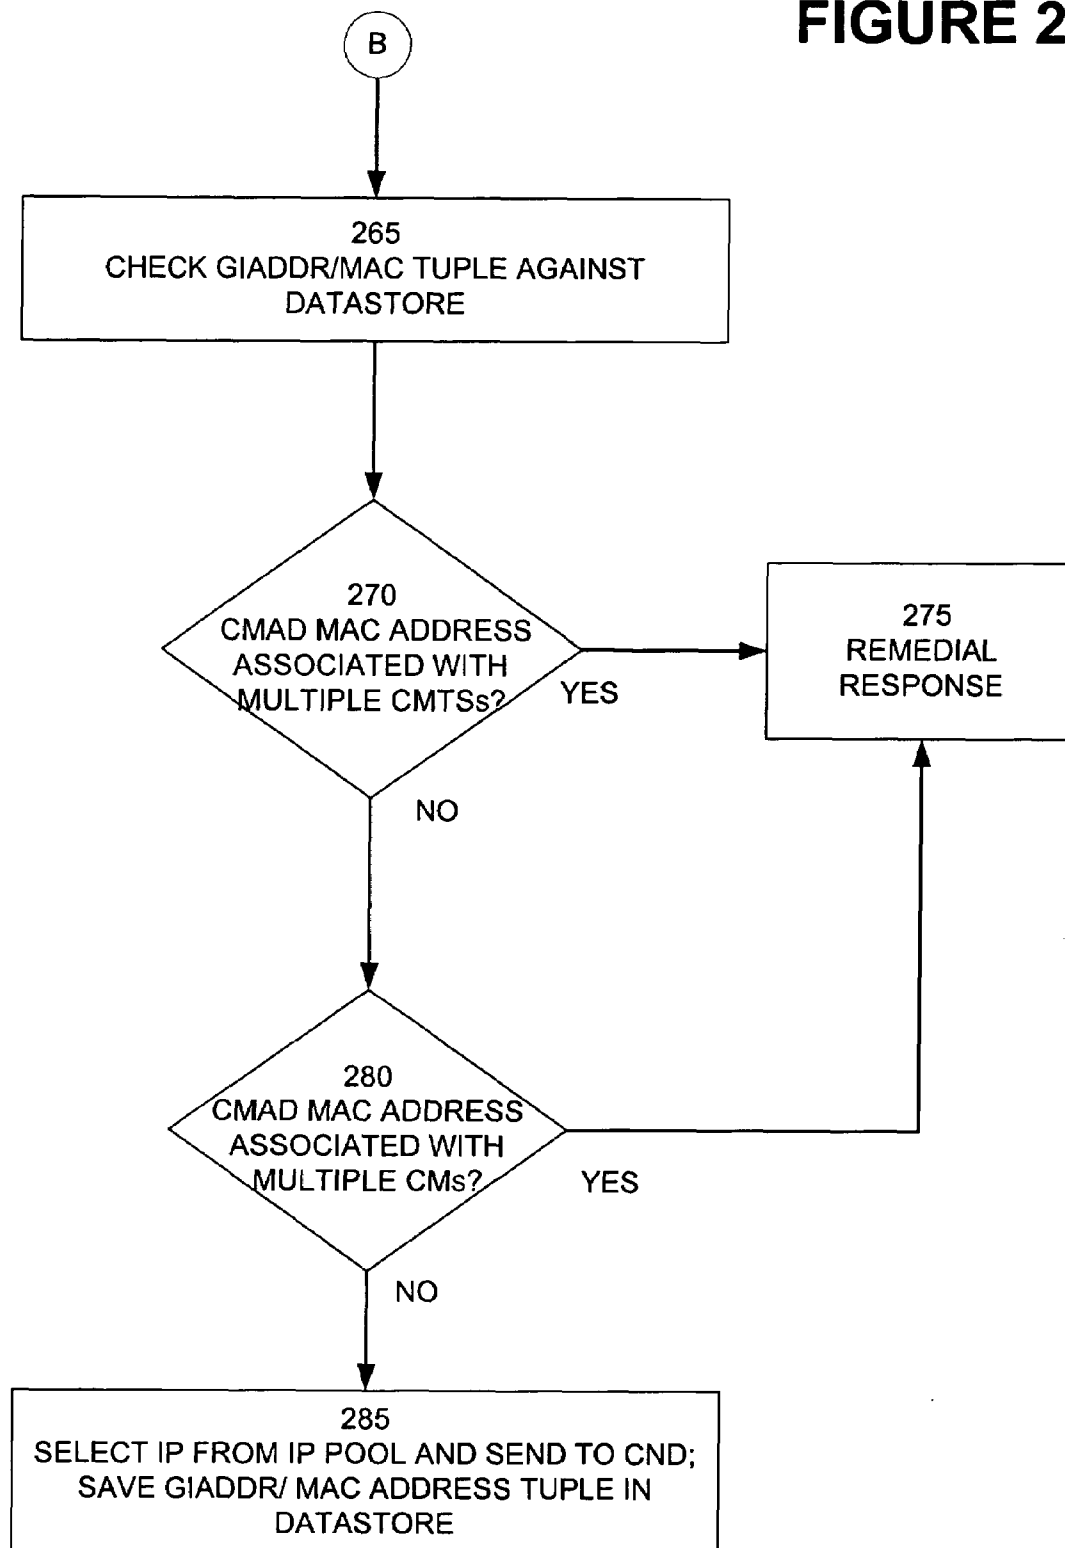 FIGURE 2
B
265
CHECK GIADDR/MAC TUPLE AGAINST
DATASTORE
270
CMAD MAC ADDRESS
ASSOCIATED WITH
MULTIPLE CMTSs?
YES
275
REMEDIAL
RESPONSE
NO
280
CMAD MAC ADDRESS
ASSOCIATED WITH
MULTIPLE CMs?
YES
NO
285
SELECT IP FROM IP POOL AND SEND TO CND;
SAVE GIADDR/ MAC ADDRESS TUPLE IN
DATASTORE